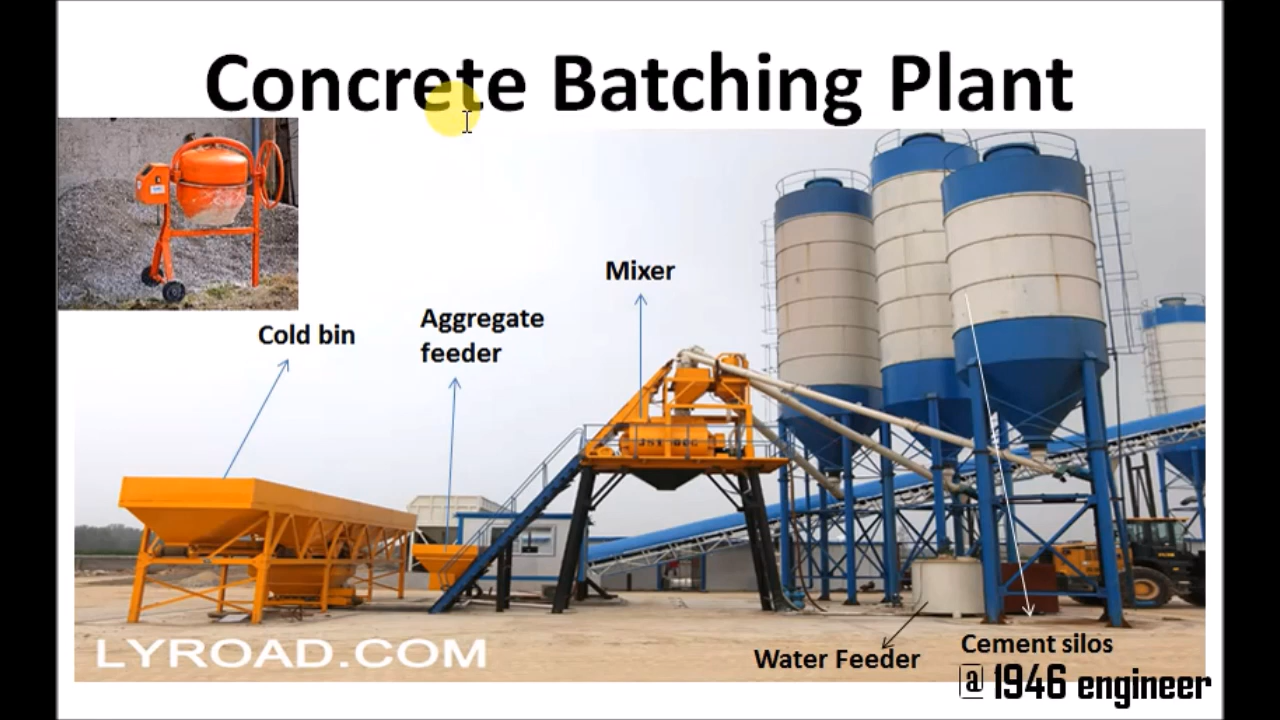 Concrete Batching Plant
Mixer
Aggregate
feeder
Cold bin
LYROAD.COM
Water Feeder
Cement silos
@ 1946 engineer